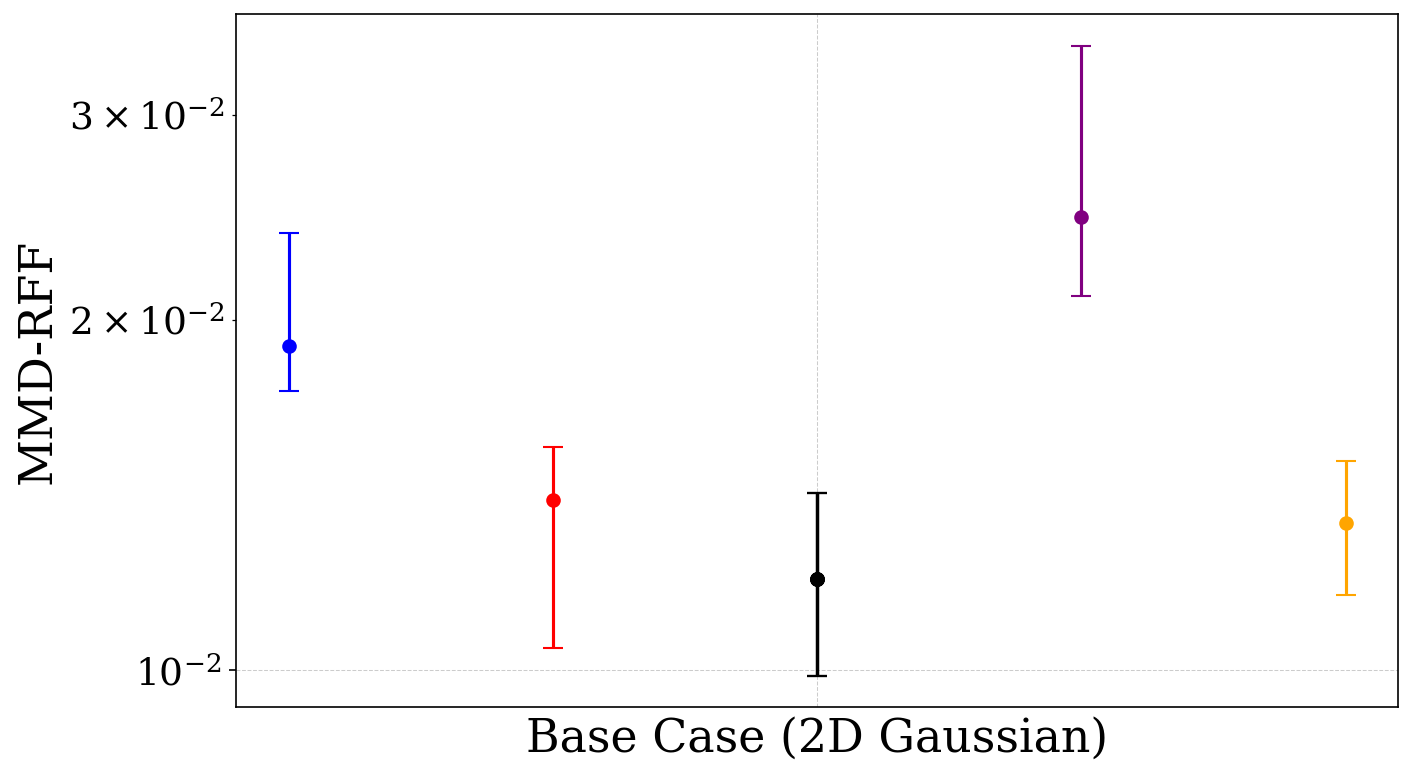 MMD-RFF
3 × 10⁻²
2 × 10⁻²
10⁻²
Base Case (2D Gaussian)